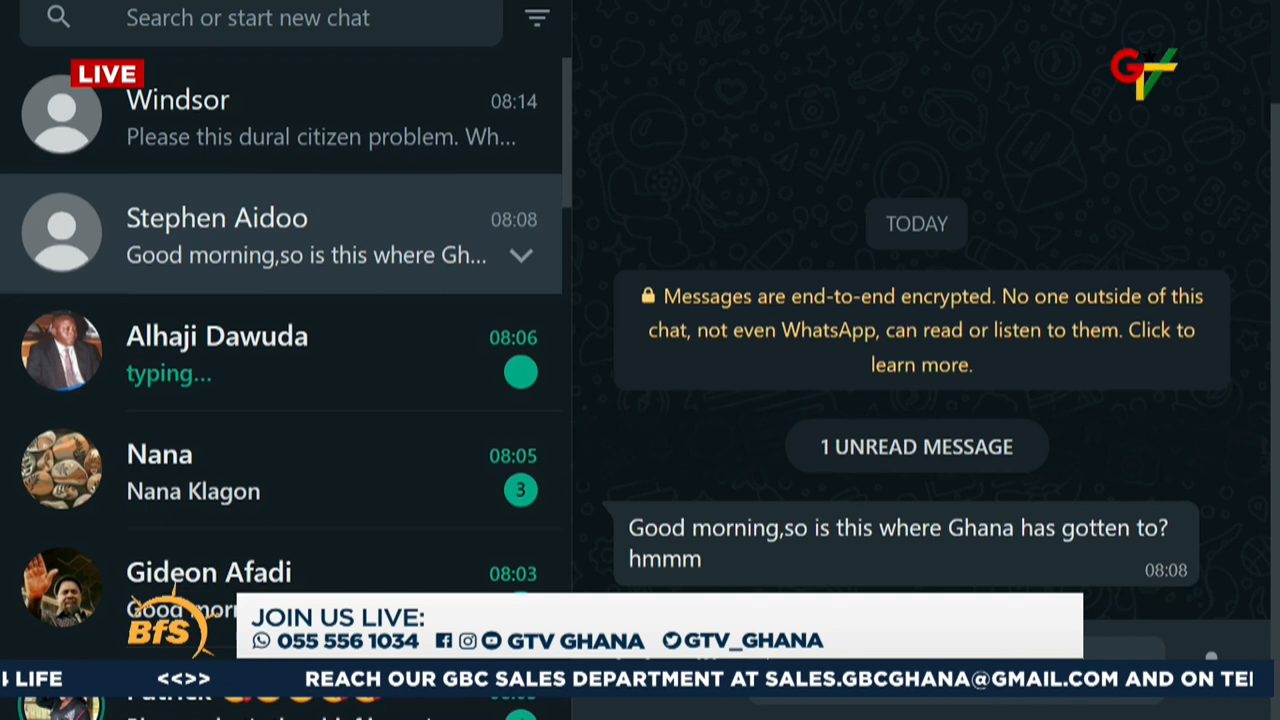 Search or start new chat
LIVE
GTV
Windsor
08:14
Please this dural citizen problem. Wh...
Stephen Aidoo
08:08
Good morning,so is this where Gh...
Alhaji Dawuda
08:06
typing...
Nana
08:05
Nana Klagon
3
Gideon Afadi
08:03
Good morn
TODAY
Messages are end-to-end encrypted. No one outside of this
chat, not even WhatsApp, can read or listen to them. Click to
learn more.
1 UNREAD MESSAGE
Good morning,so is this where Ghana has gotten to?
hmmm
08:08
BfS
JOIN US LIVE:
055 556 1034 GTV GHANA GTV_GHANA
LIFE <<>> REACH OUR GBC SALES DEPARTMENT AT SALES.GBCGHANA@GMAIL.COM AND ON TE